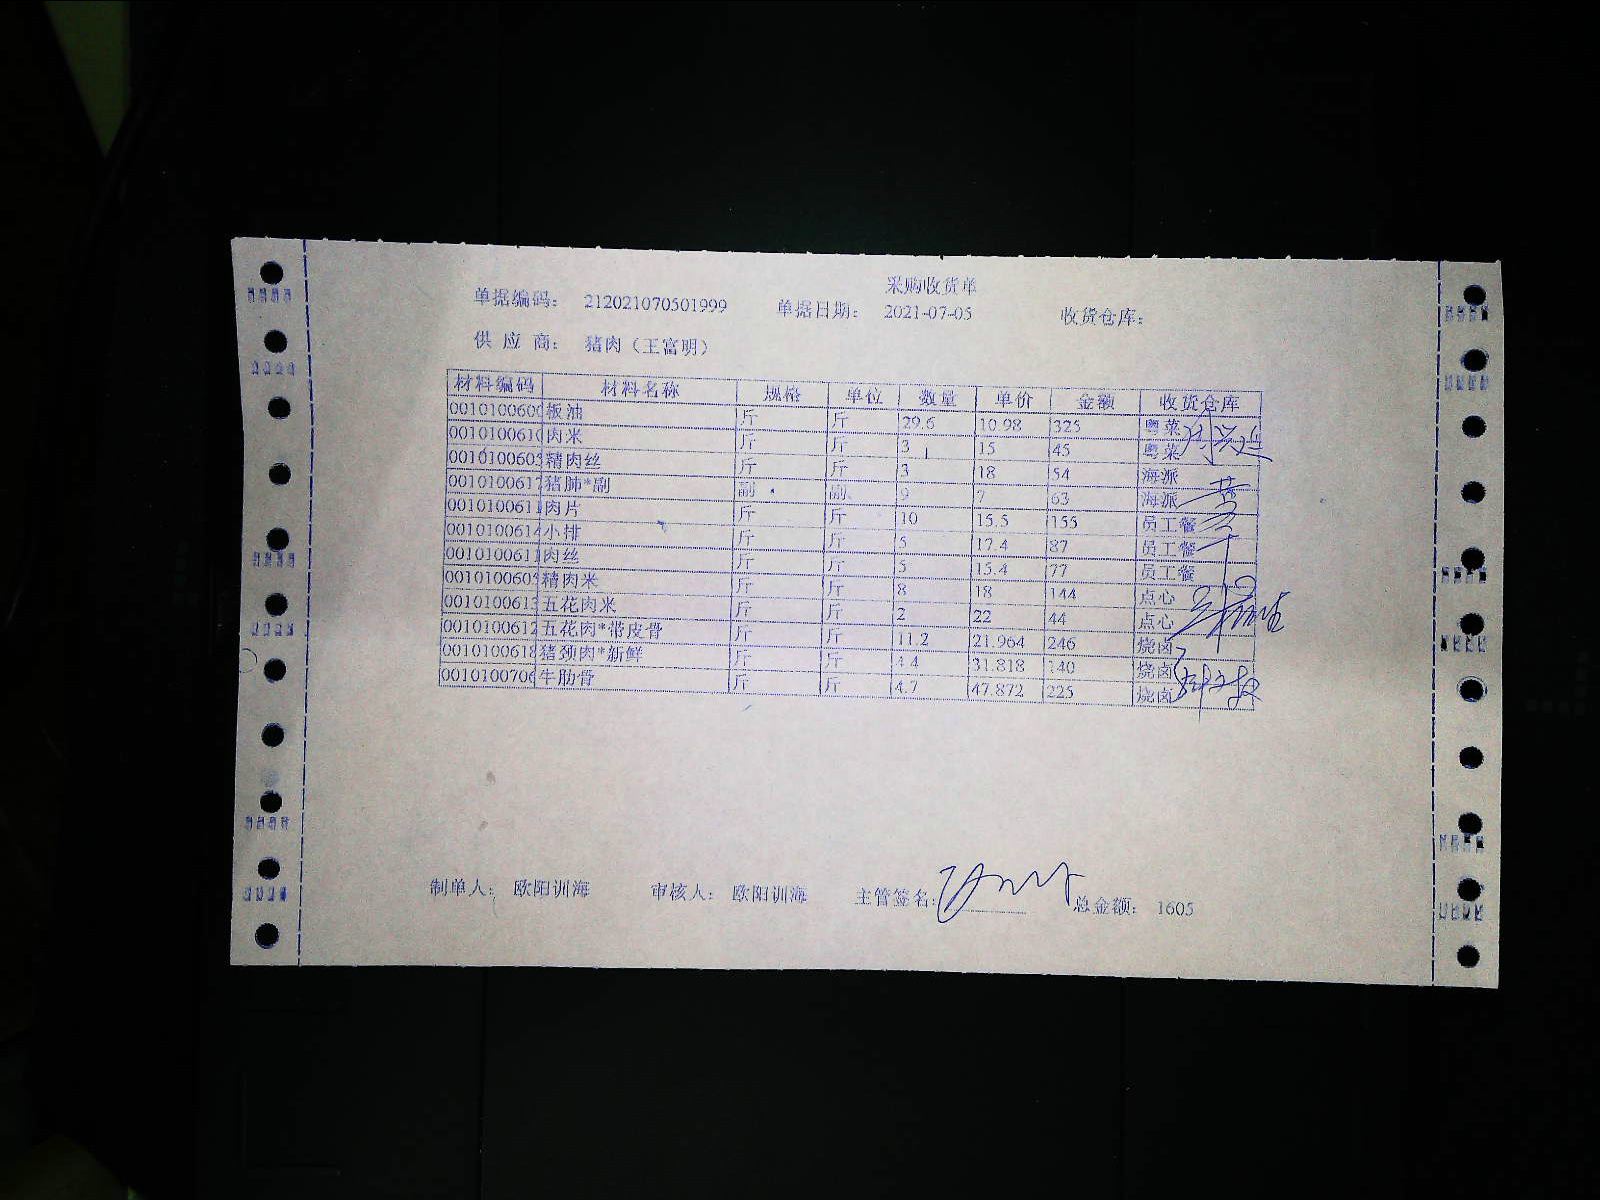 采购收货单
单据编码: 212021070501999 单据日期: 2021-07-05 收货仓库:
供 应 商: 猪肉（王富明）
材料编码 材料名称 规格 单位 数量 单价 金额 收货仓库
板油 斤 斤 29.6 10.98 325 粤菜
肉米 斤 斤 3 15 45 粤菜
精肉丝 斤 斤 3 18 54 海派
猪肺*副 副 副 9 7 63 海派
肉片 斤 斤 10 15.5 155 员工餐
小排 斤 斤 5 17.4 87 员工餐
肉丝 斤 斤 5 15.4 77 员工餐
精肉米 斤 斤 8 18 144 点心
五花肉米 斤 斤 2 22 44 点心
五花肉*带皮骨 斤 斤 11.2 21.964 246 烧卤
猪颈肉*新鲜 斤 斤 4.4 31.818 140 烧卤
牛肋骨 斤 斤 4.7 47.872 225 烧卤
制单人: 欧阳训海 审核人: 欧阳训海 主管签名: 总金额: 1605